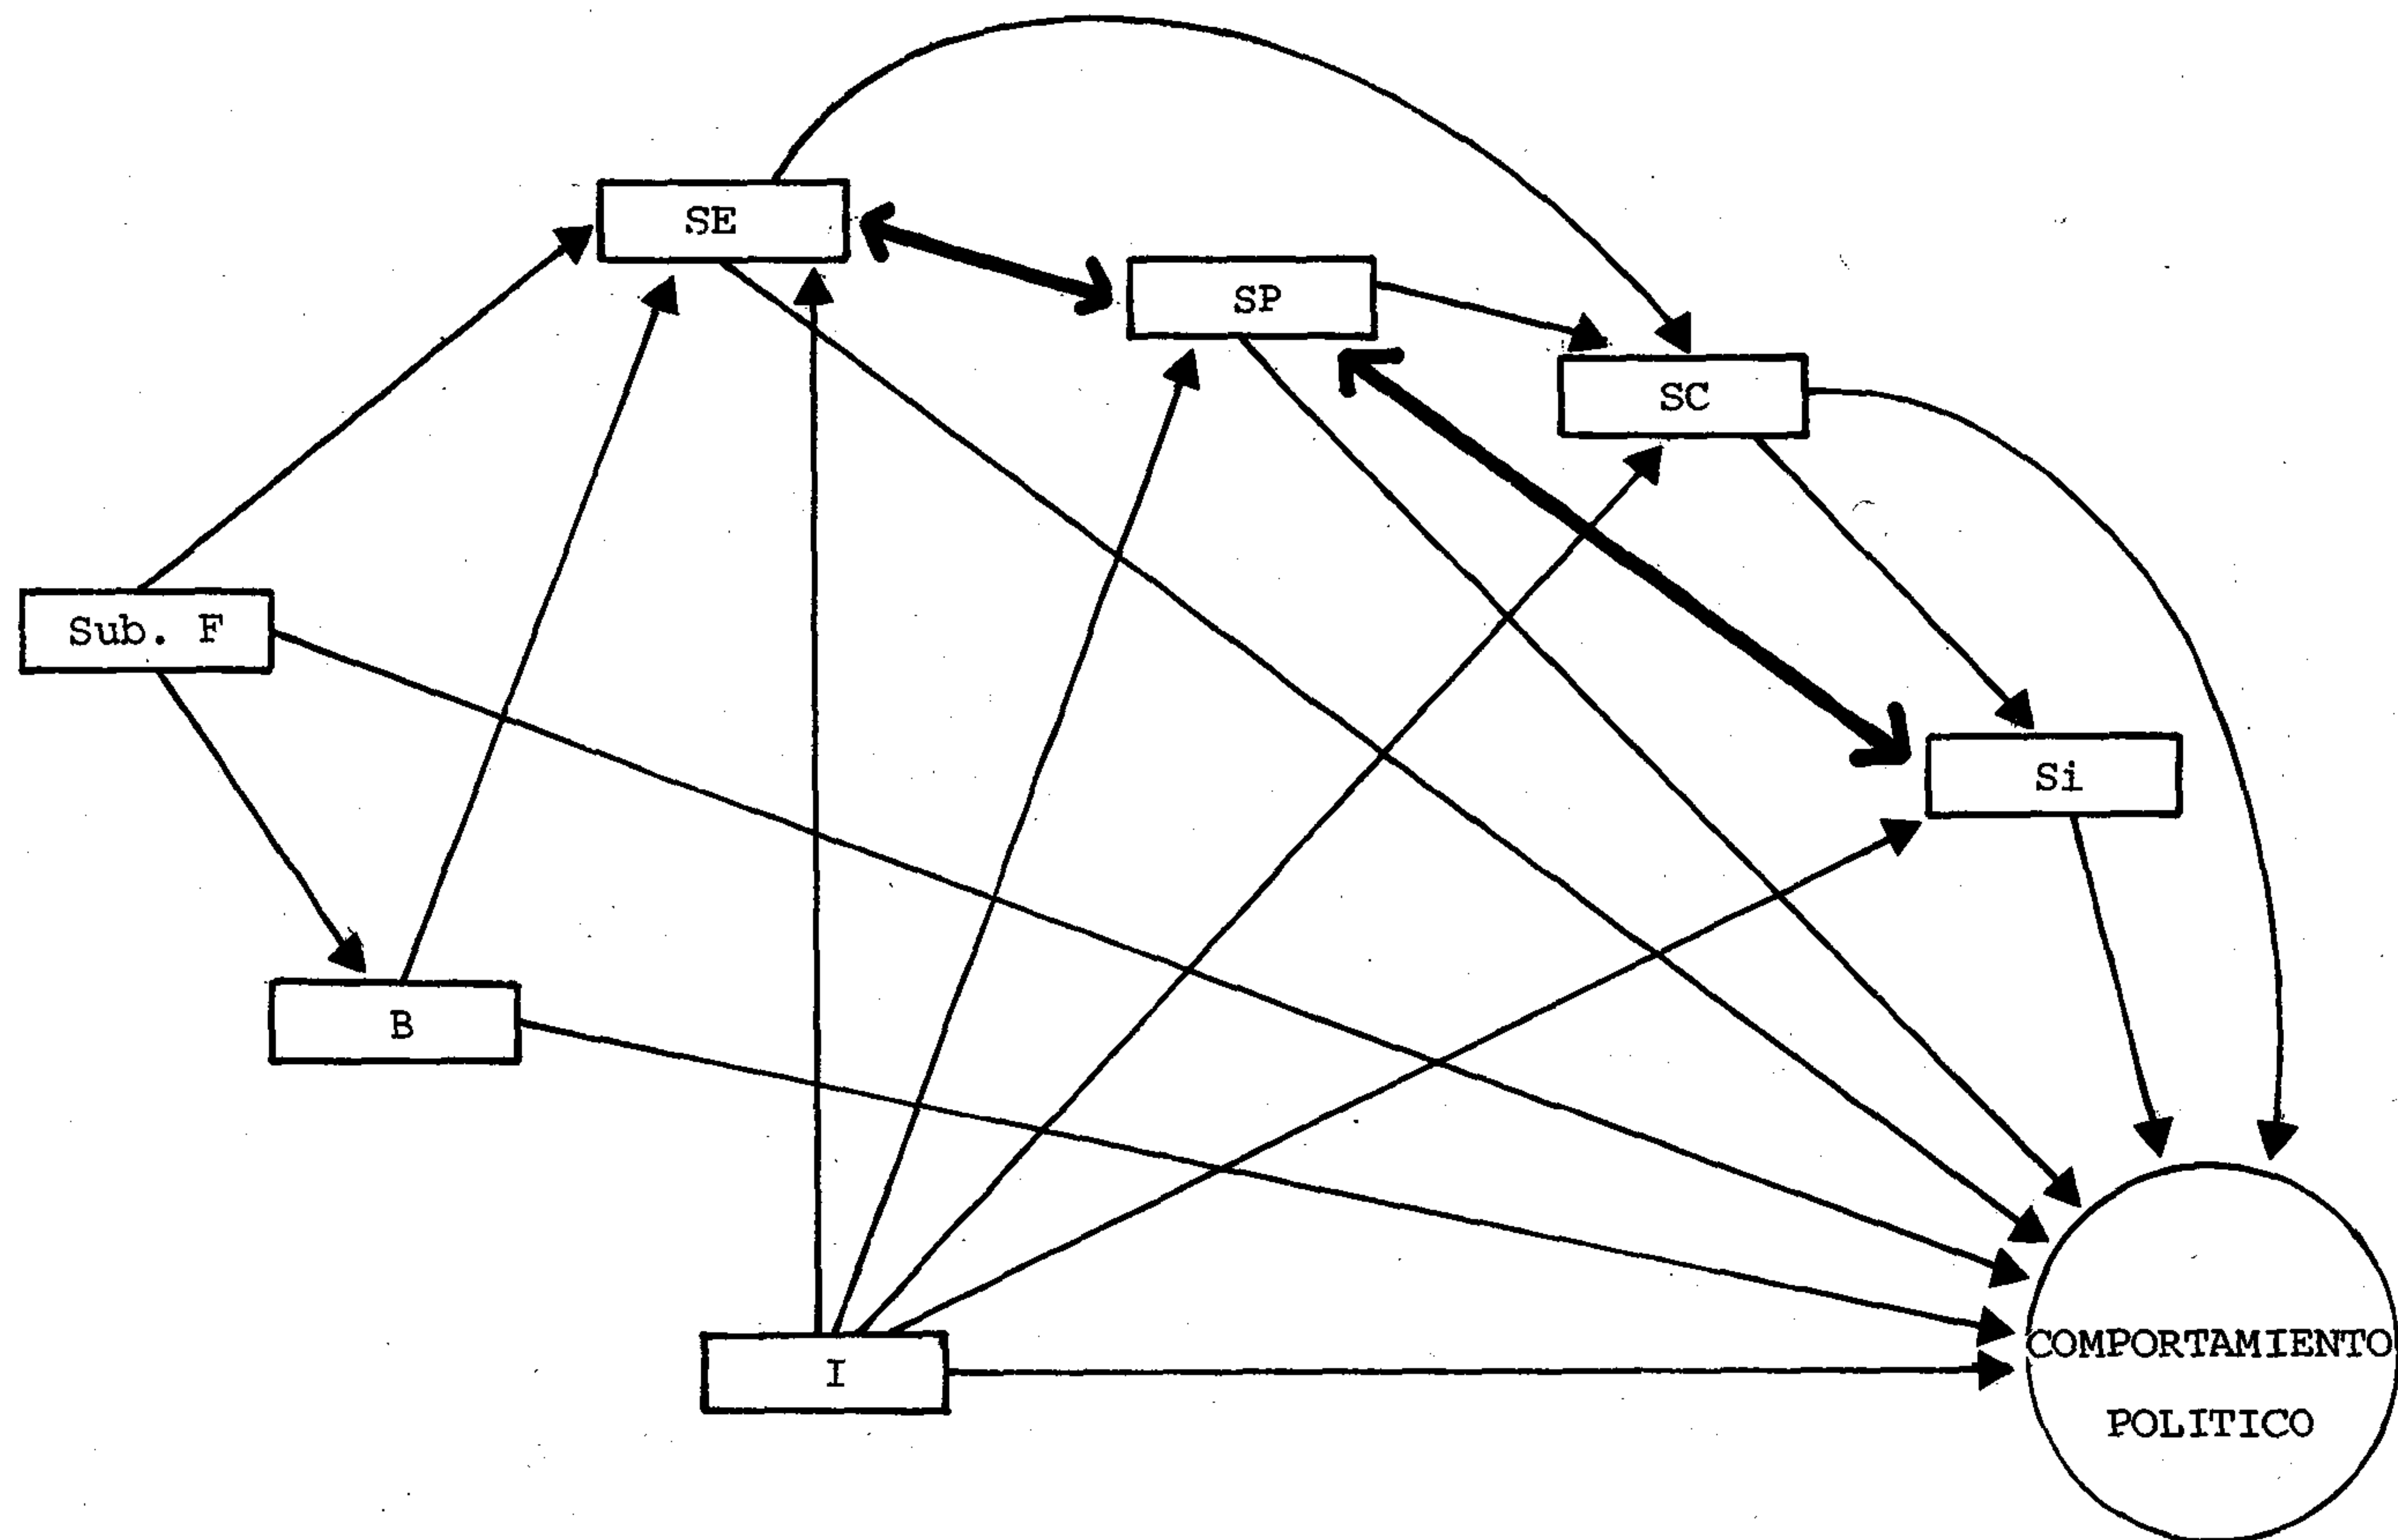 SE
SP
SC
Sub. F
Si
B
I
COMPORTAMIENTO
POLITICO